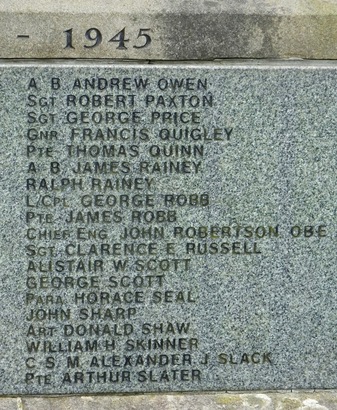 - 1945
A B ANDREW OWEN
SGT ROBERT PAXTON
SGT GEORGE PRICE
GNR FRANCIS QUIGLEY
PTE THOMAS QUINN
A B JAMES RAINEY
RALPH RAINEY
L/CPL GEORGE ROBB
PTE JAMES ROBB
CHIEF ENG JOHN ROBERTSON OBE
SGT CLARENCE E RUSSELL
ALISTAIR W SCOTT
GEORGE SCOTT
PARA HORACE SEAL
JOHN SHARP
ART DONALD SHAW
WILLIAM H SKINNER
C S M ALEXANDER J SLACK
PTE ARTHUR SLATER